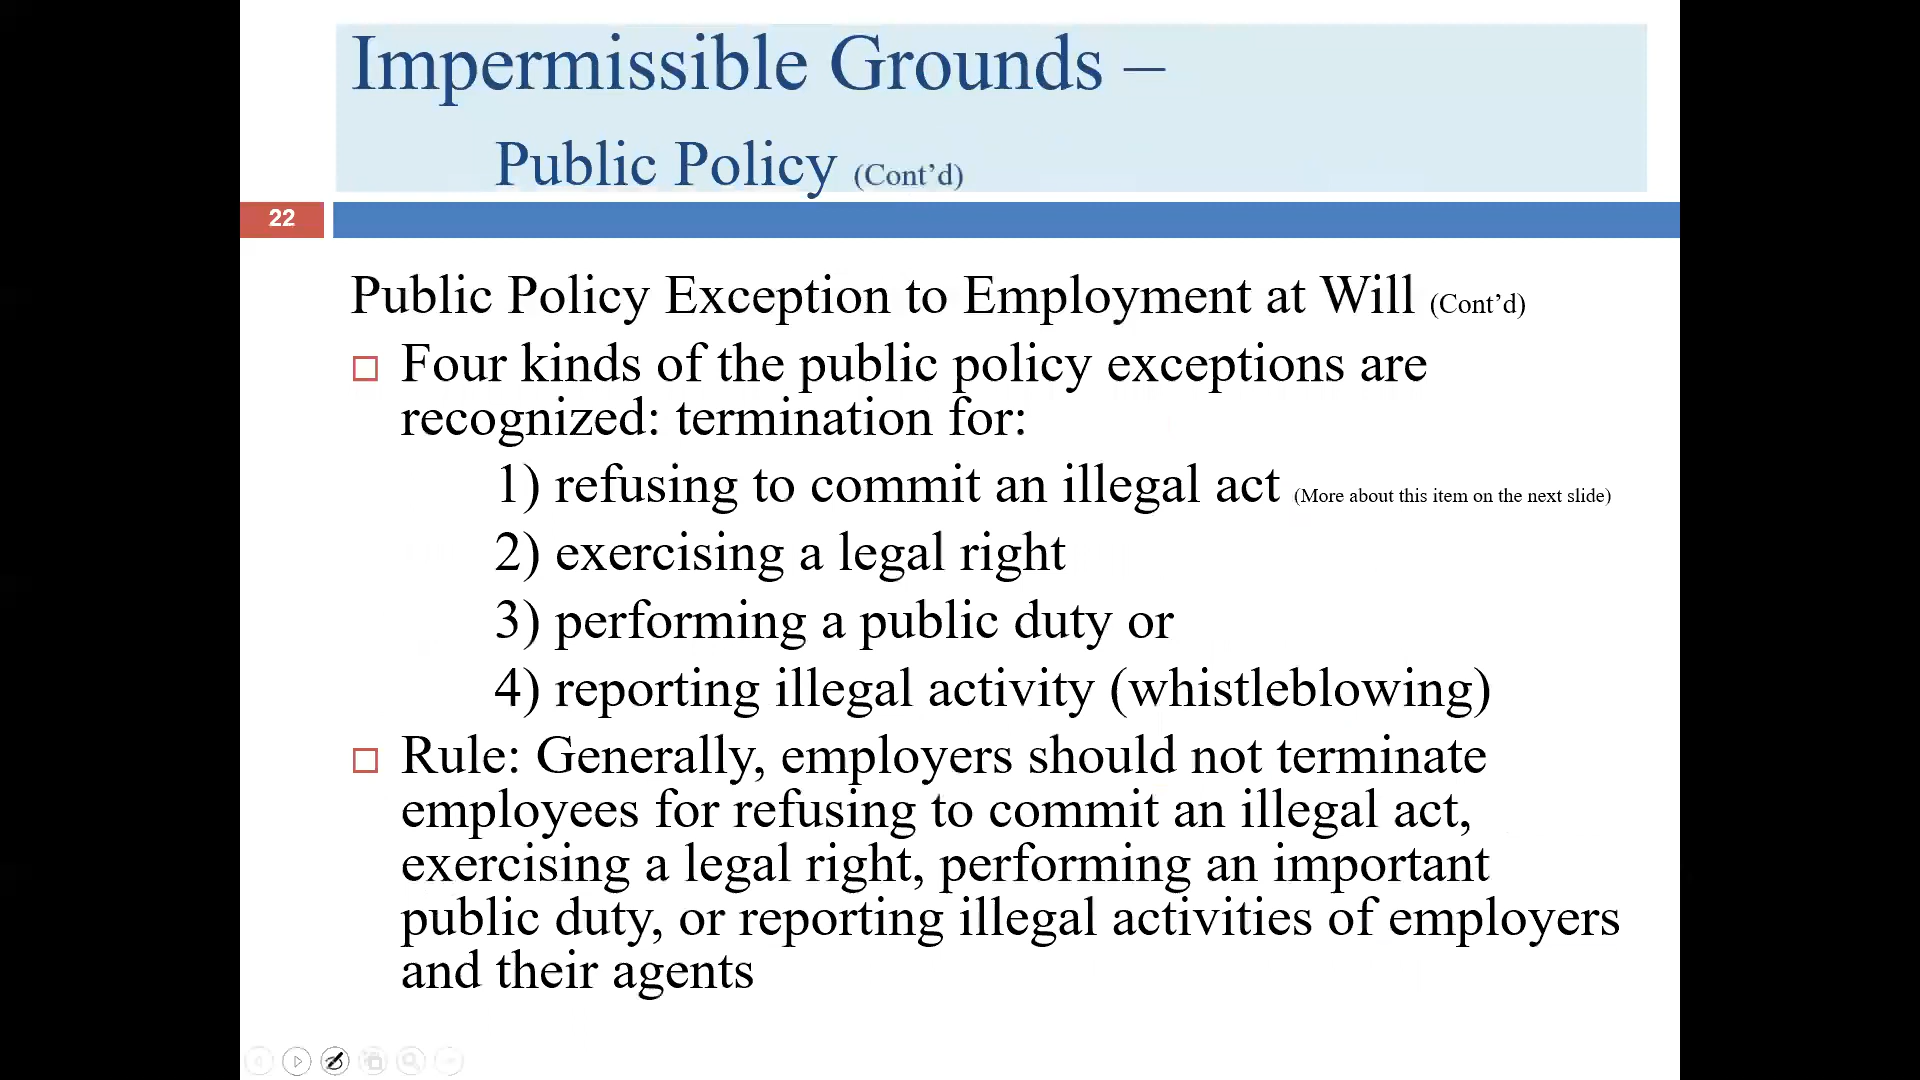 Impermissible Grounds –
Public Policy (Cont’d)
22
Public Policy Exception to Employment at Will (Cont’d)
Four kinds of the public policy exceptions are
recognized: termination for:
1) refusing to commit an illegal act (More about this item on the next slide)
2) exercising a legal right
3) performing a public duty or
4) reporting illegal activity (whistleblowing)
Rule: Generally, employers should not terminate
employees for refusing to commit an illegal act,
exercising a legal right, performing an important
public duty, or reporting illegal activities of employers
and their agents